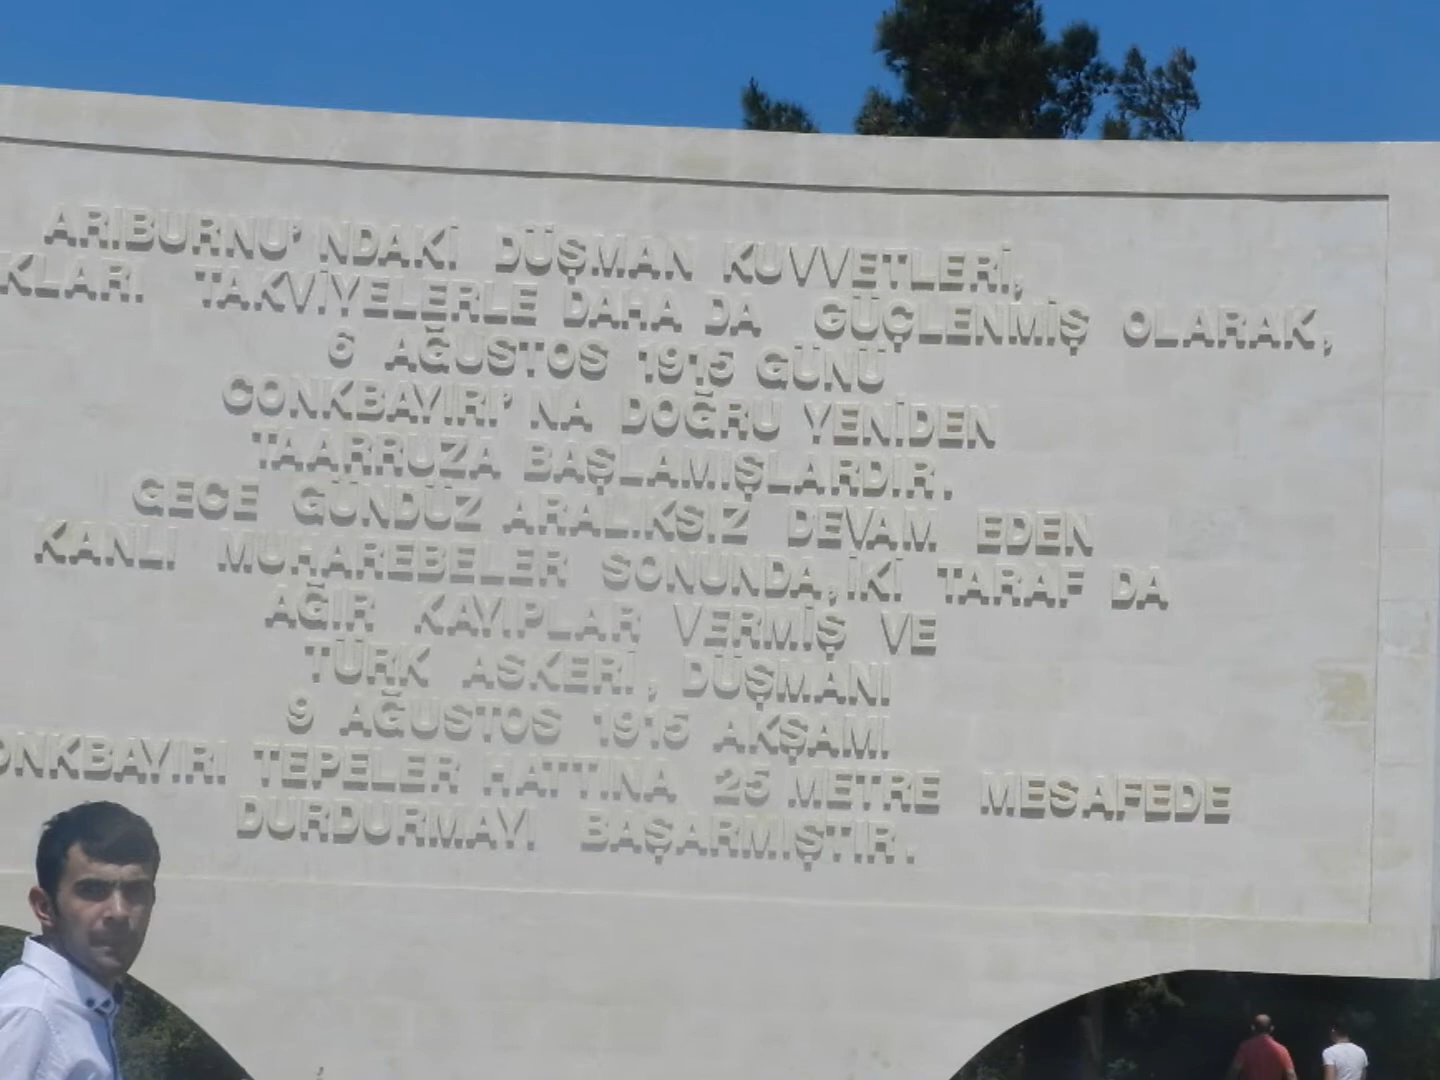 ARIBURNU'NDAKİ DÜŞMAN KUVVETLERİ,
KLARI TAKVİYELERLE DAHA DA GÜÇLENMİŞ OLARAK,
6 AĞUSTOS 1915 GÜNÜ
CONKBAYIRI'NA DOĞRU YENİDEN
TAARRUZA BAŞLAMIŞLARDIR.
GECE GÜNDÜZ ARALIKSIZ DEVAM EDEN
KANLI MUHAREBELER SONUNDA, İKİ TARAF DA
AĞIR KAYIPLAR VERMİŞ VE
TÜRK ASKERİ, DÜŞMANI
9 AĞUSTOS 1915 AKŞAMI
ONKBAYIRI TEPELER HATTINA 25 METRE MESAFEDE
DURDURMAYI BAŞARMIŞTIR.